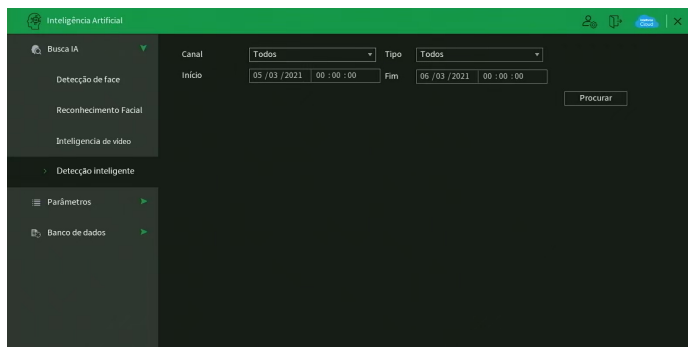 Inteligência Artificial
Cloud
Busca IA
Detecção de face
Reconhecimento Facial
Inteligencia de vídeo
Detecção inteligente
Parâmetros
Banco de dados
Canal Todos Tipo Todos
Início 05 /03 /2021 00 : 00 : 00 Fim 06 /03 /2021 00 : 00 : 00
Procurar